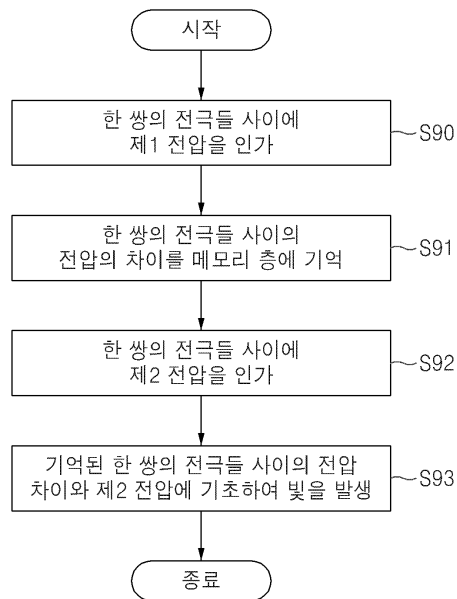 시작
한 쌍의 전극들 사이에
제1 전압을 인가
S90
한 쌍의 전극들 사이의
전압의 차이를 메모리 층에 기억
S91
한 쌍의 전극들 사이에
제2 전압을 인가
S92
기억된 한 쌍의 전극들 사이의 전압
차이와 제2 전압에 기초하여 빛을 발생
S93
종료